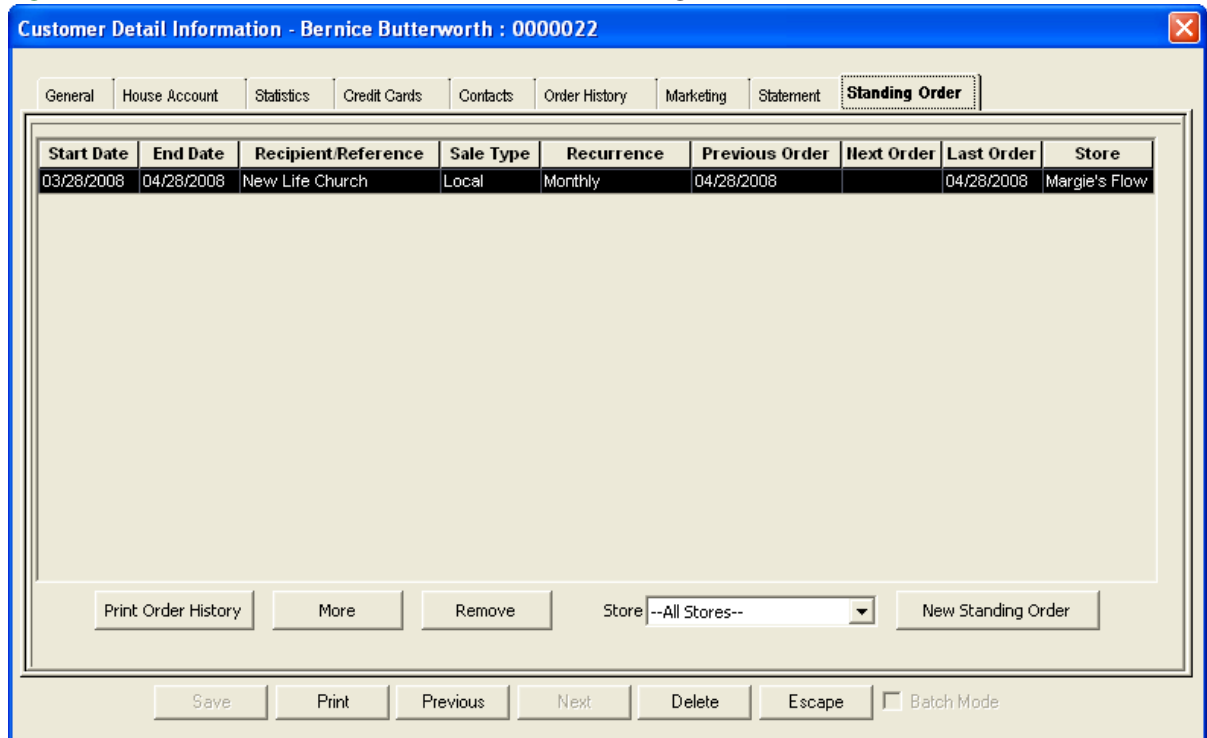 Customer Detail Information - Bernice Butterworth : 0000022
General House Account Statistics Credit Cards Contacts Order History Marketing Statement Standing Order
Start Date End Date Recipient/Reference Sale Type Recurrence Previous Order Next Order Last Order Store
03/28/2008 04/28/2008 New Life Church Local Monthly 04/28/2008 04/28/2008 Margie's Flow
Print Order History More Remove Store --All Stores-- New Standing Order
Save Print Previous Next Delete Escape Batch Mode